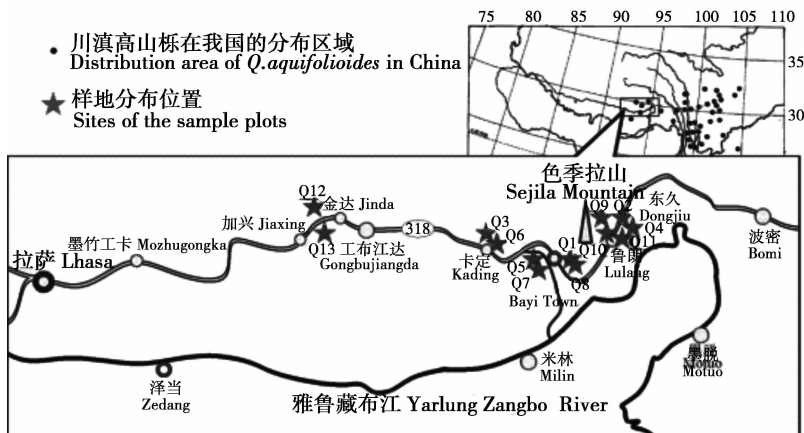 75 80 85 90 95 100 105 110
川滇高山栎在我国的分布区域
Distribution area of Q.aquifolioides in China
35
样地分布位置
Sites of the sample plots
30
色季拉山
Sejila Mountain
Q12
金达 Jinda
加兴 Jiaxing
Q13
工布江达
Gongbujiangda
318
墨竹工卡 Mozhugongka
拉萨 Lhasa
Q3
Q6
卡定
Kading
Q5
Q7
Bayi Town
Q1
Q8
Q10
Q9
Q2
东久
Dongjiu
Q4
Q11
鲁朗
Lulang
波密
Bomi
墨脱
Motuo
米林
Milin
泽当
Zedang
雅鲁藏布江 Yarlung Zangbo River